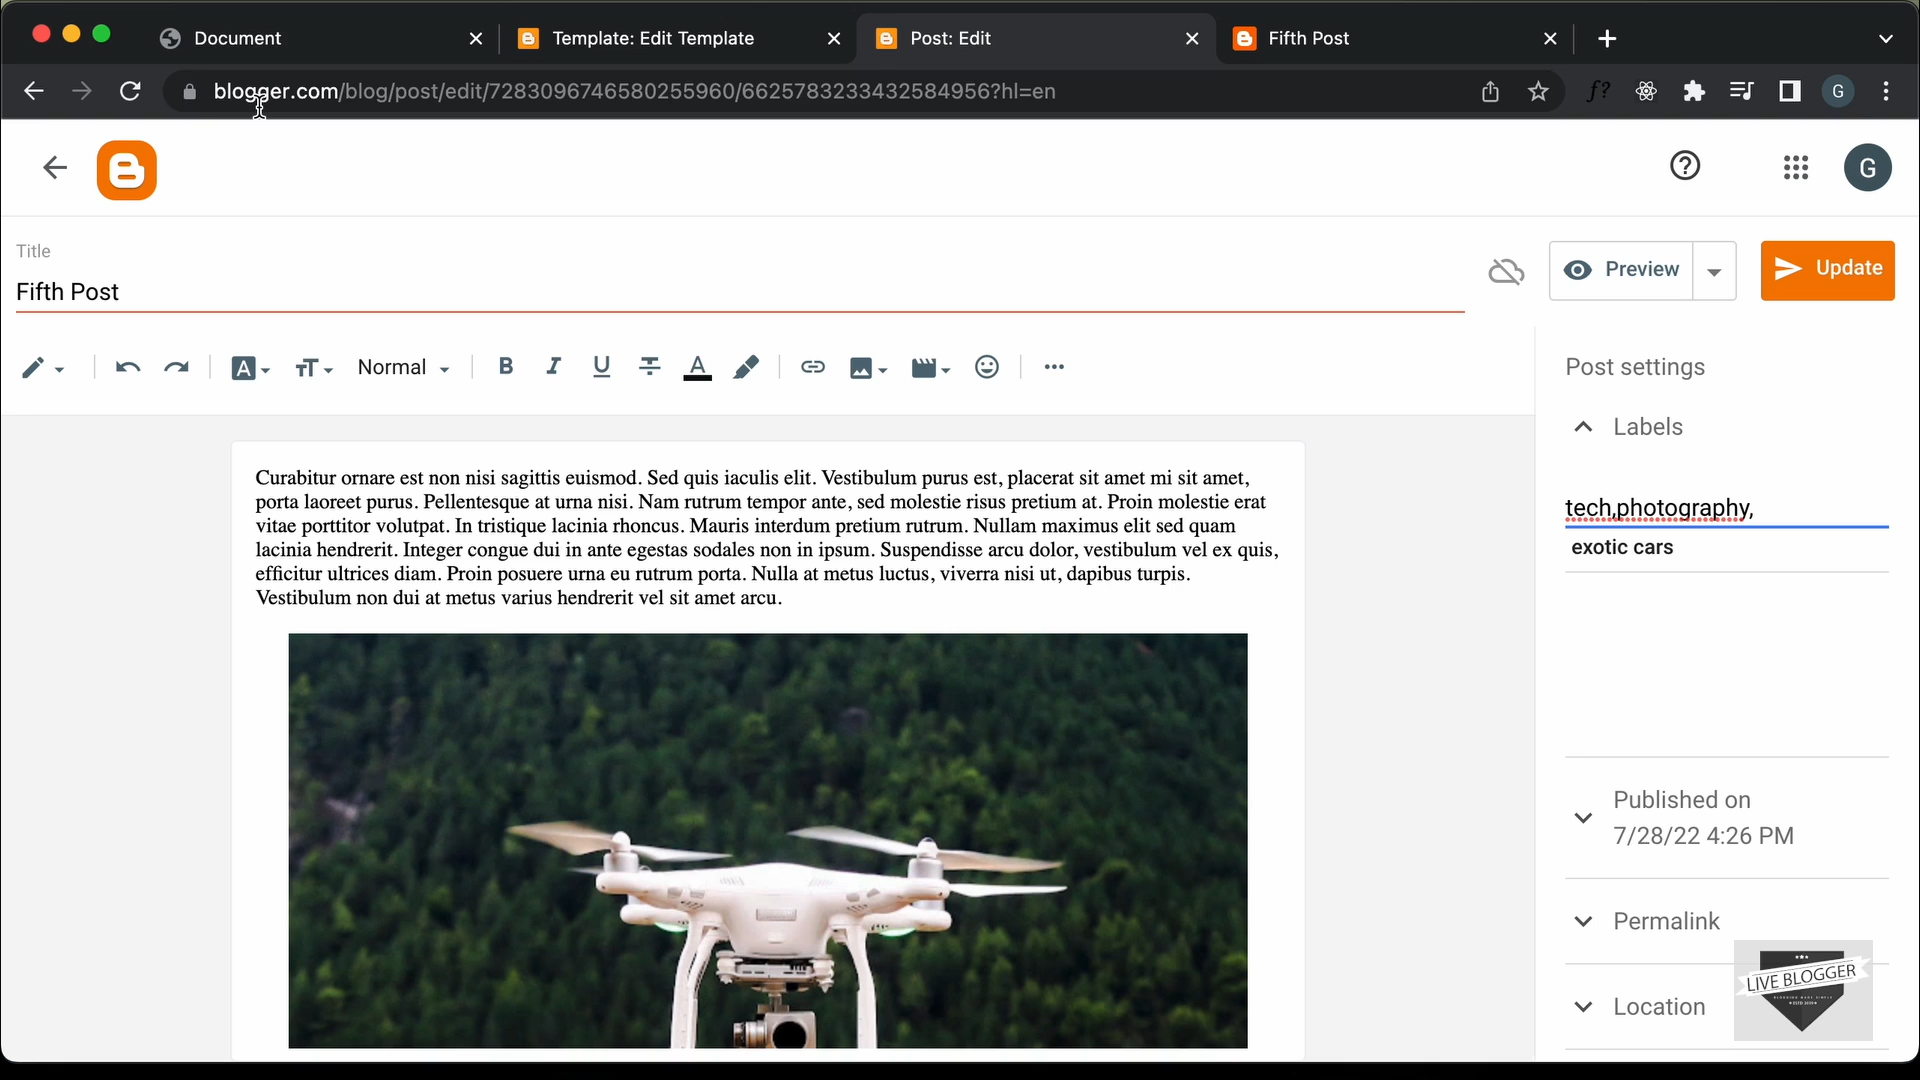 Document
Template: Edit Template
Post: Edit
Fifth Post
blogger.com/blog/post/edit/7283096746580255960/6625783233432584956?hl=en
f?
G
G
Title
Fifth Post
Preview
Update
Normal
B
Post settings
Labels
tech,photography,
exotic cars
Curabitur ornare est non nisi sagittis euismod. Sed quis iaculis elit. Vestibulum purus est, placerat sit amet mi sit amet,
porta laoreet purus. Pellentesque at urna nisi. Nam rutrum tempor ante, sed molestie risus pretium at. Proin molestie erat
vitae porttitor volutpat. In tristique lacinia rhoncus. Mauris interdum pretium rutrum. Nullam maximus elit sed quam
lacinia hendrerit. Integer congue dui in ante egestas sodales non in ipsum. Suspendisse arcu dolor, vestibulum vel ex quis,
efficitur ultrices diam. Proin posuere urna eu rutrum porta. Nulla at metus luctus, viverra nisi ut, dapibus turpis.
Vestibulum non dui at metus varius hendrerit vel sit amet arcu.
Published on
7/28/22 4:26 PM
Permalink
Location
LIVE BLOGGER